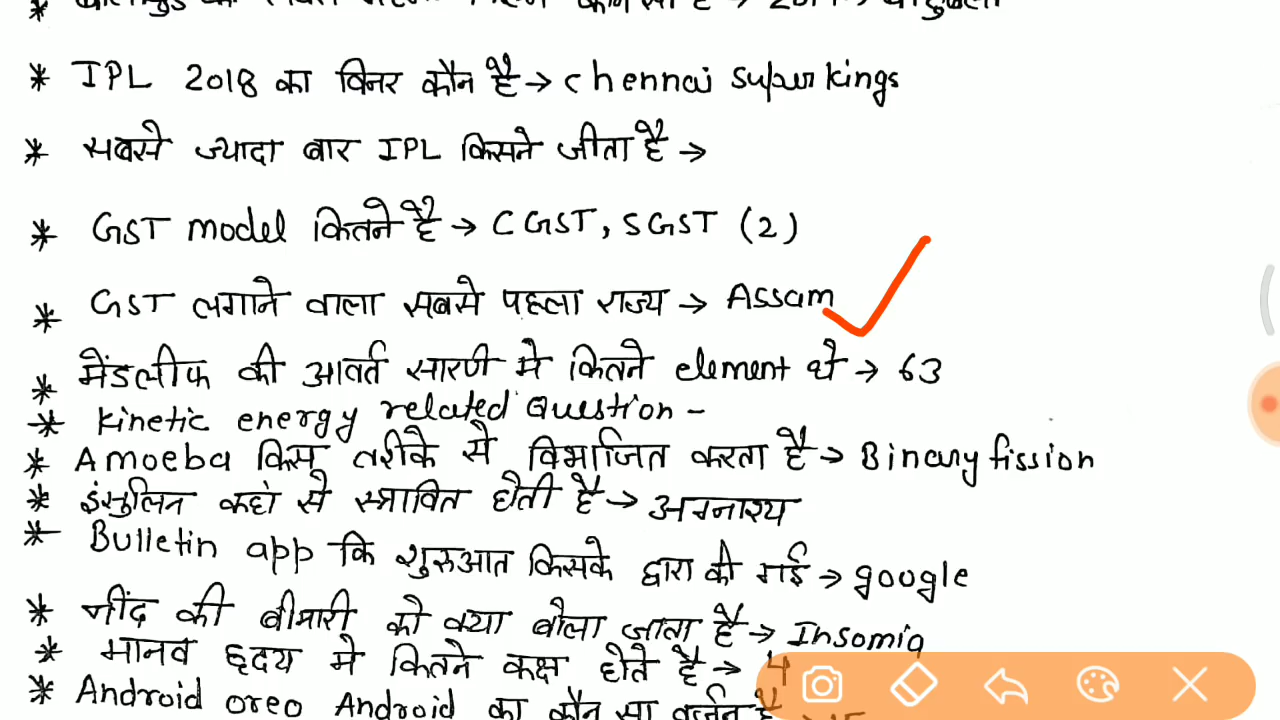 * IPL 2018 का विनर कौन है → Chennai Super kings
* सबसे ज्यादा बार IPL किसने जीता है →
* GST model कितने है → CGST, SGST (2)
* GST लगाने वाला सबसे पहला राज्य → Assam
* मेंडलीफ की आवर्त सारणी मे कितने element थे → 63
* Kinetic energy related Question -
* Amoeba किस तरीके से विभाजित करता है → Binary fission
* इंसुलिन कहां से स्त्रावित होती है → अग्नाश्य
* Bulletin app कि शुरुआत किसके द्वारा की गई → google
* नींद की बीमारी को क्या बोला जाता है → Insomia
* मानव हृदय मे कितने कक्ष होते है → 4
* Android oreo Android का कौन सा वर्जन है